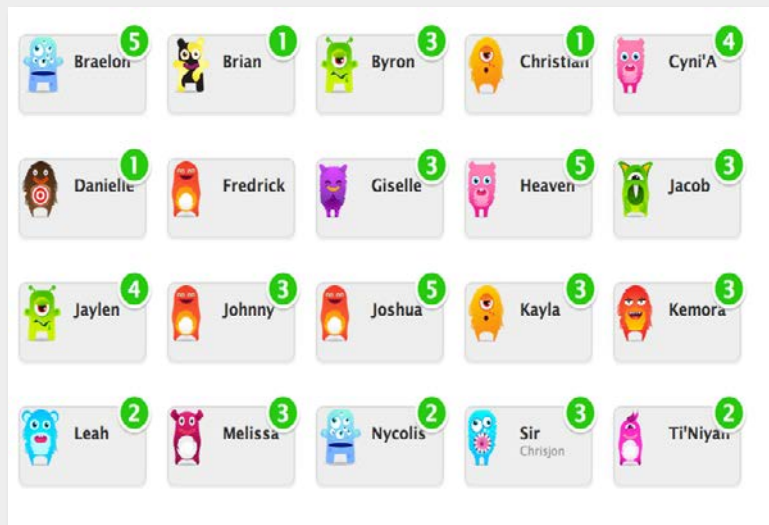 5 1 3 1 4
Braelon Brian Byron Christian Cyni'A
1 3 5 3
Danielle Fredrick Giselle Heaven Jacob
4 3 5 3 3
Jaylen Johnny Joshua Kayla Kemora
2 3 2 3 2
Leah Melissa Nycolis Sir Ti'Niyah
Chrisjon